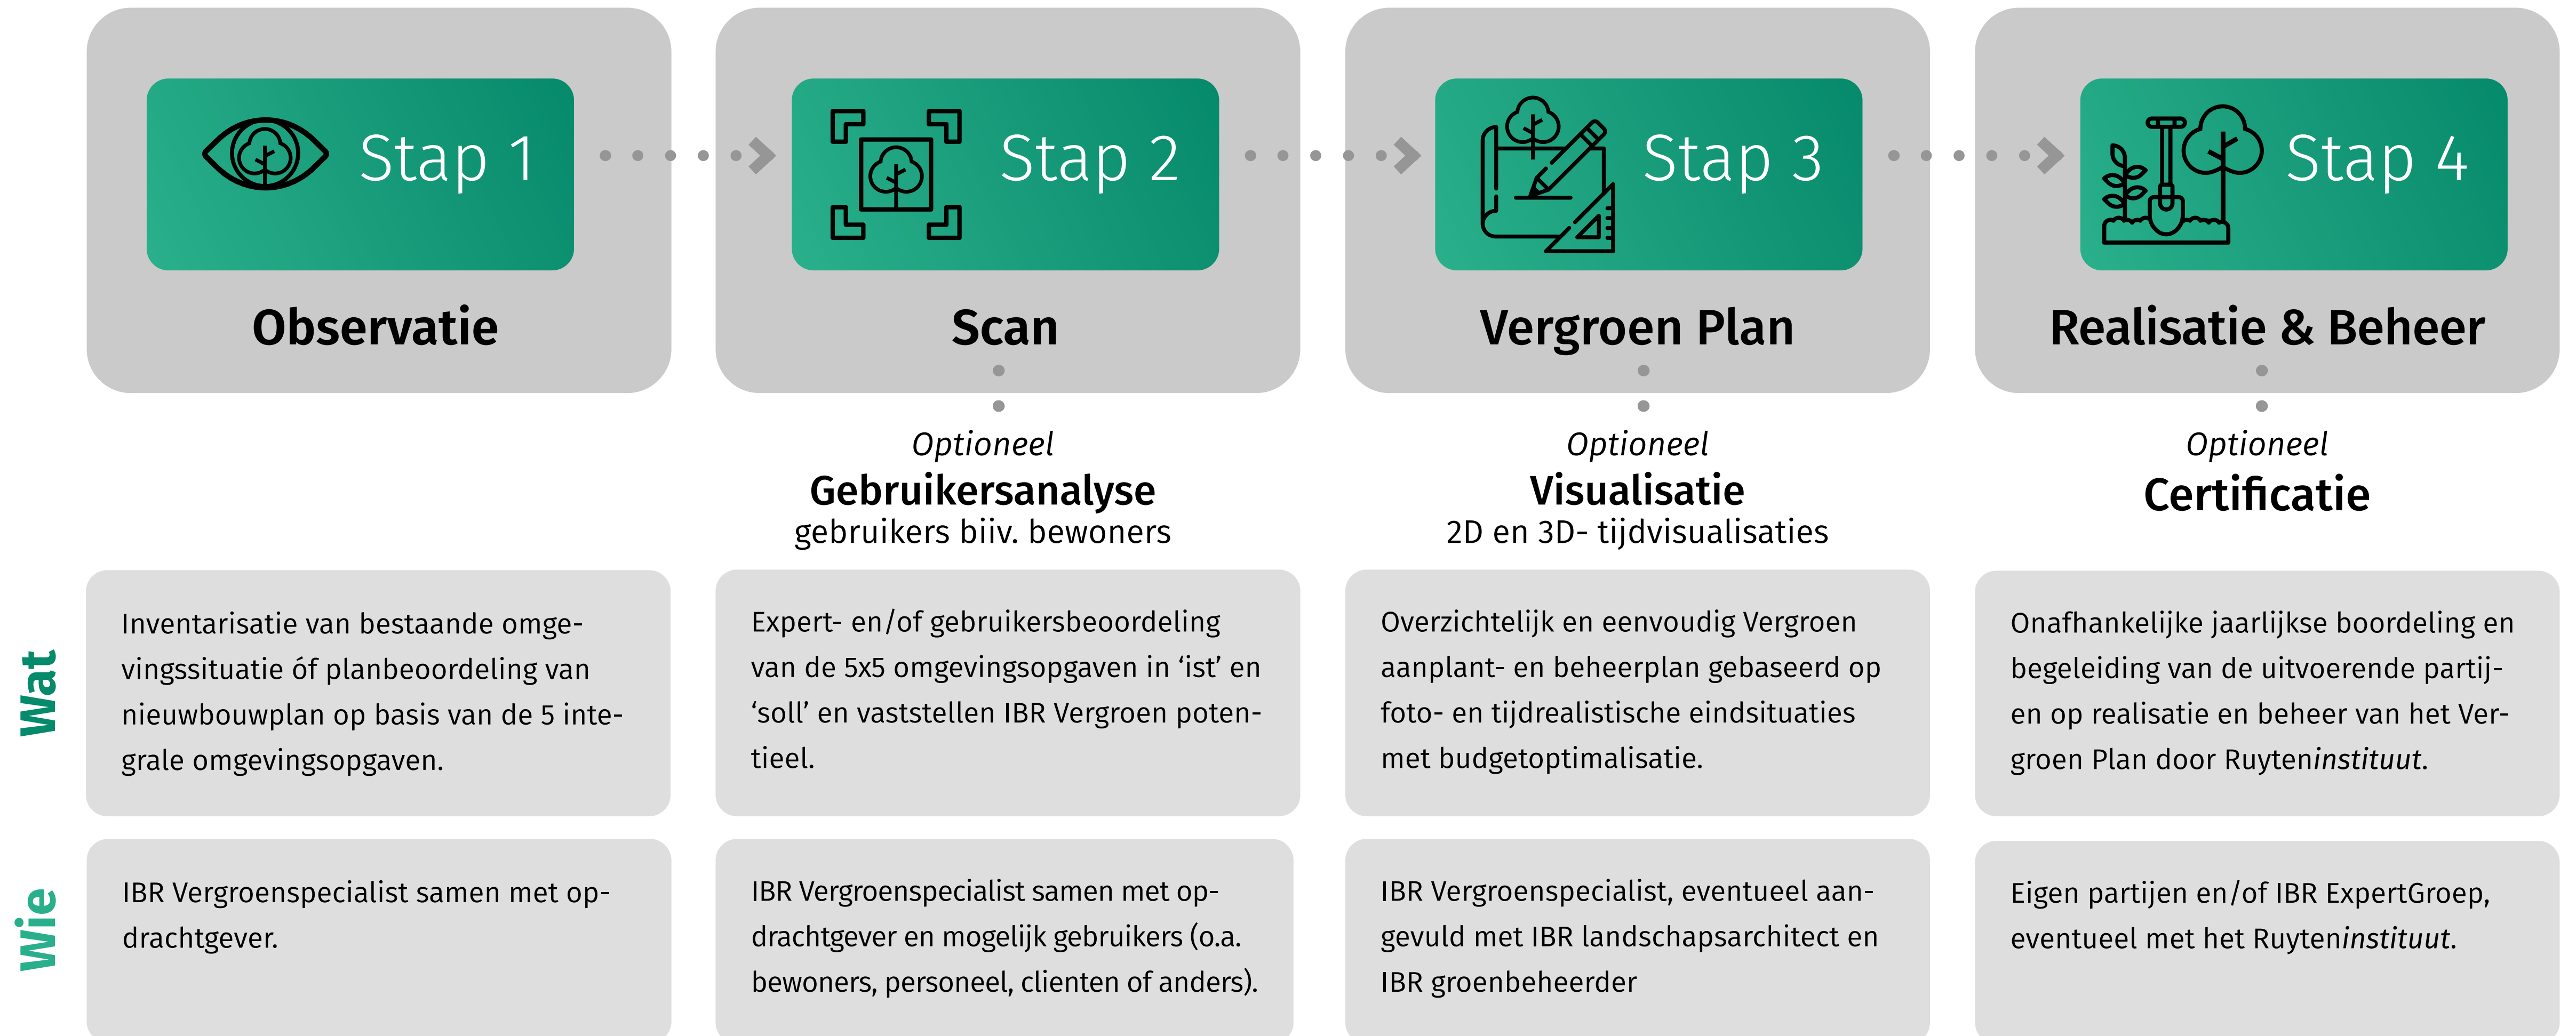 Stap 1
Stap 2
Stap 3
Stap 4
Observatie
Scan
Vergroen Plan
Realisatie & Beheer
Optioneel
Gebruikersanalyse
gebruikers biiv. bewoners
Optioneel
Visualisatie
2D en 3D- tijdvisualisaties
Optioneel
Certificatie
Wat
Inventarisatie van bestaande omge-
vingssituatie óf planbeoordeling van
nieuwbouwplan op basis van de 5 inte-
grale omgevingsopgaven.
Expert- en/of gebruikersbeoordeling
van de 5x5 omgevingsopgaven in ‘ist’ en
‘soll’ en vaststellen IBR Vergroen poten-
tieel.
Overzichtelijk en eenvoudig Vergroen
aanplant- en beheerplan gebaseerd op
foto- en tijdrealistische eindsituaties
met budgetoptimalisatie.
Onafhankelijke jaarlijkse boordeling en
begeleiding van de uitvoerende partij-
en op realisatie en beheer van het Ver-
groen Plan door Ruyteninstituut.
Wie
IBR Vergroenspecialist samen met op-
drachtgever.
IBR Vergroenspecialist samen met op-
drachtgever en mogelijk gebruikers (o.a.
bewoners, personeel, clienten of anders).
IBR Vergroenspecialist, eventueel aan-
gevuld met IBR landschapsarchitect en
IBR groenbeheerder
Eigen partijen en/of IBR ExpertGroep,
eventueel met het Ruyteninstituut.